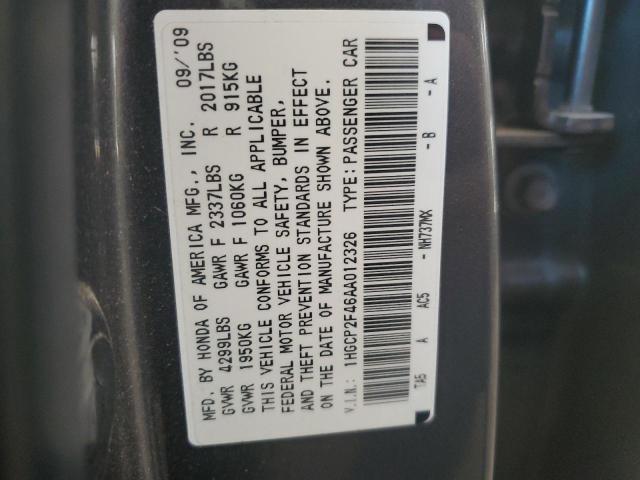 MFD. BY HONDA OF AMERICA MFG., INC. 09/'09
GVWR 4299LBS GAWR F 2337LBS R 2017LBS
GVWR 1950KG GAWR F 1060KG R 915KG
THIS VEHICLE CONFORMS TO ALL APPLICABLE
FEDERAL MOTOR VEHICLE SAFETY, BUMPER,
AND THEFT PREVENTION STANDARDS IN EFFECT
ON THE DATE OF MANUFACTURE SHOWN ABOVE.
V.I.N.: 1HGCP2F46AA012326 TYPE: PASSENGER CAR
TA5 A AC5 - NH737MX - B - A